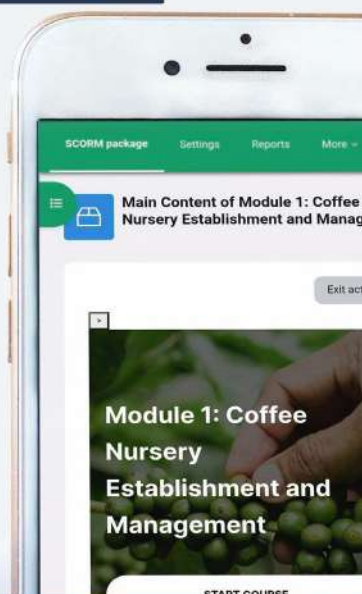 SCORM package Settings Reports More
Main Content of Module 1: Coffee
Nursery Establishment and Manag
Exit act
Module 1: Coffee
Nursery
Establishment and
Management
START COURSE